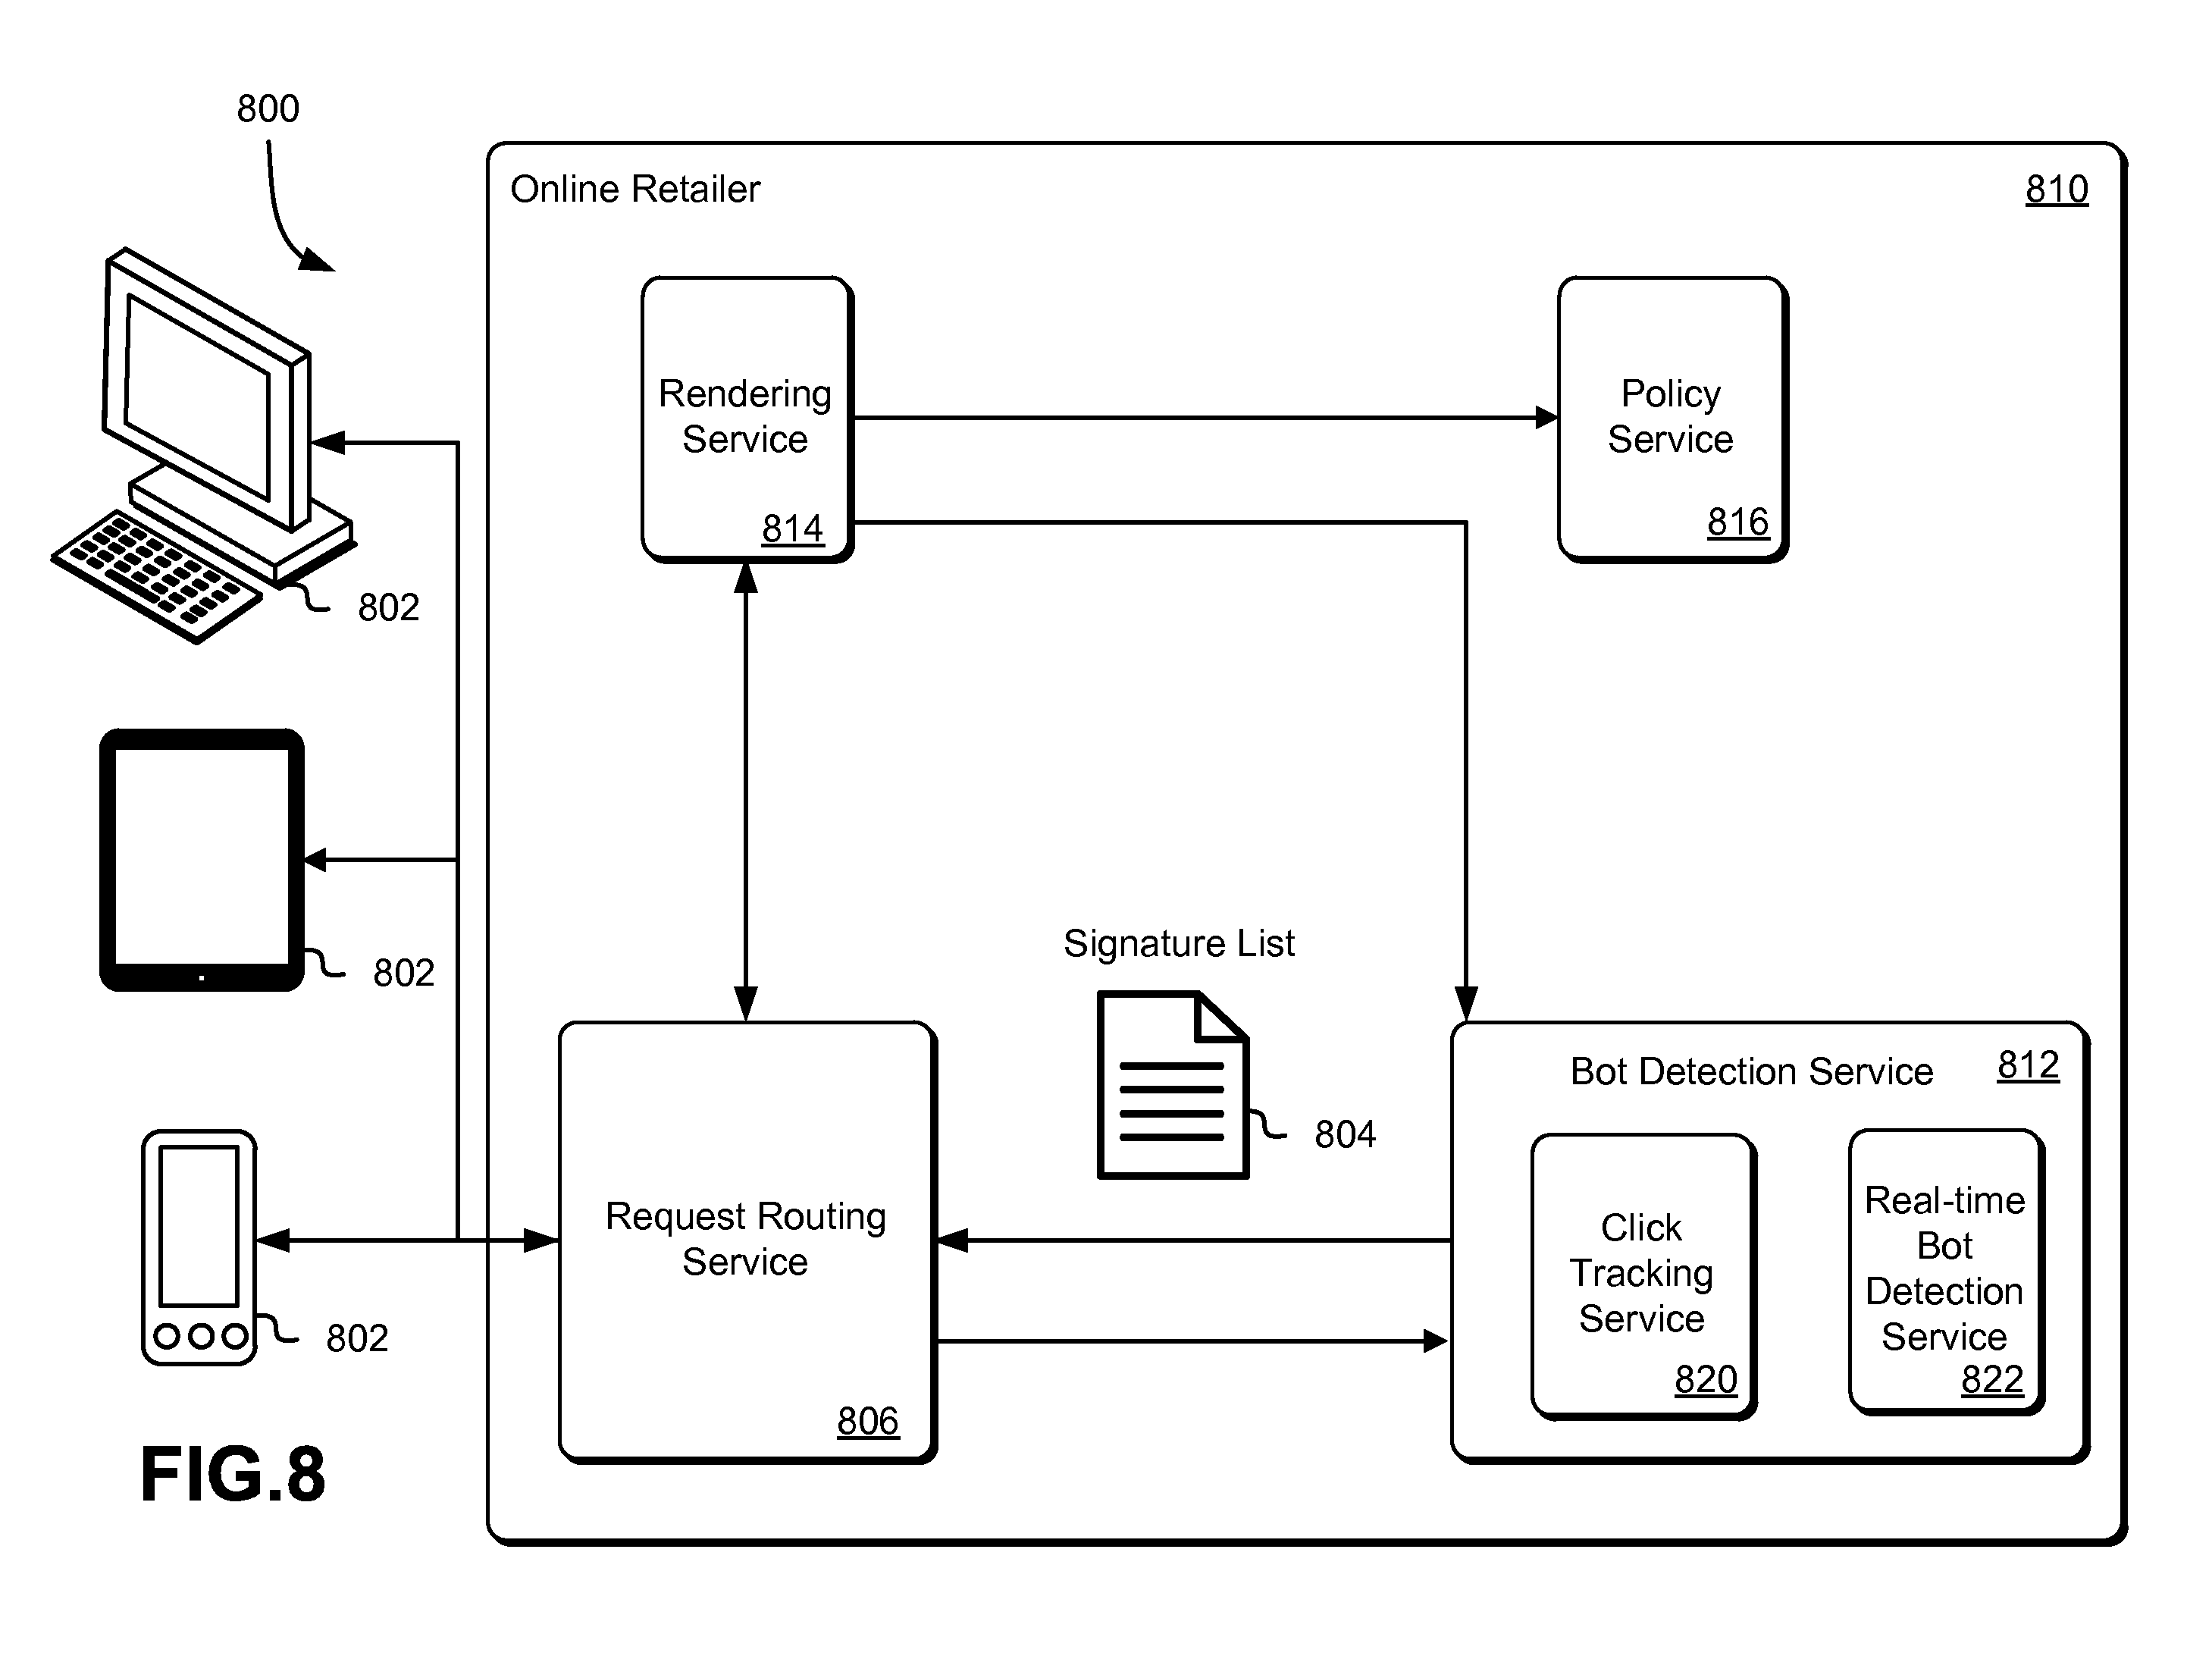 800
Online Retailer
810
Rendering
Service
814
Policy
Service
816
802
802
Signature List
804
Bot Detection Service
812
Click
Tracking
Service
820
Real-time
Bot
Detection
Service
822
Request Routing
Service
806
802
FIG.8